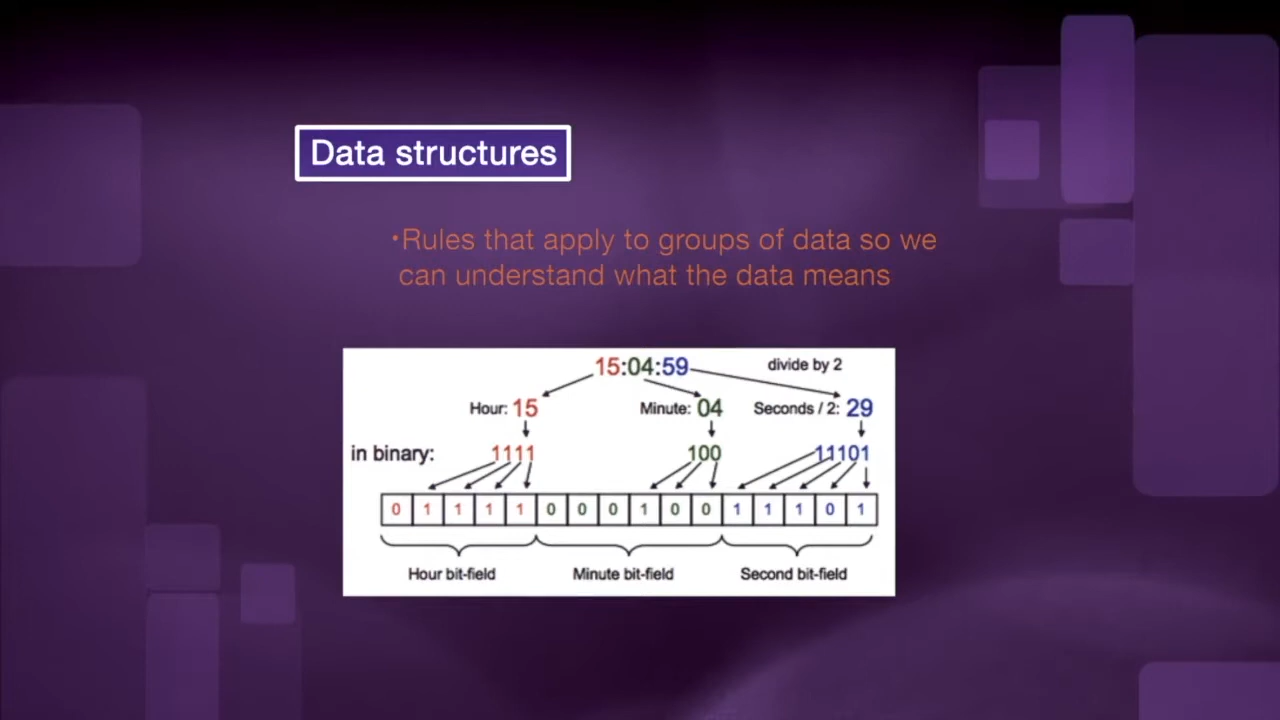 Data structures
•Rules that apply to groups of data so we
can understand what the data means
15:04:59 divide by 2
Hour: 15 Minute: 04 Seconds / 2: 29
in binary: 1111 100 11101
0 1 1 1 1 0 0 0 1 0 0 1 1 1 0 1
Hour bit-field Minute bit-field Second bit-field